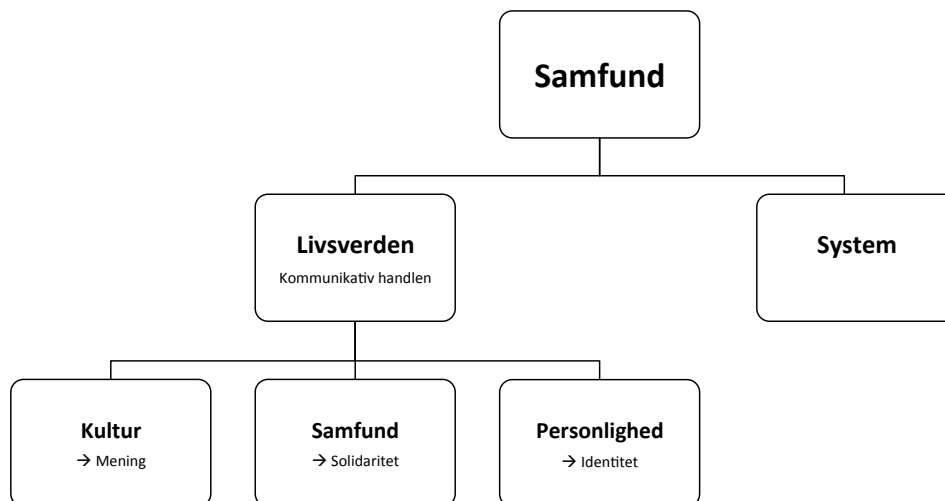 Samfund
Livsverden
Kommunikativ handlen
System
Kultur
→ Mening
Samfund
→ Solidaritet
Personlighed
→ Identitet